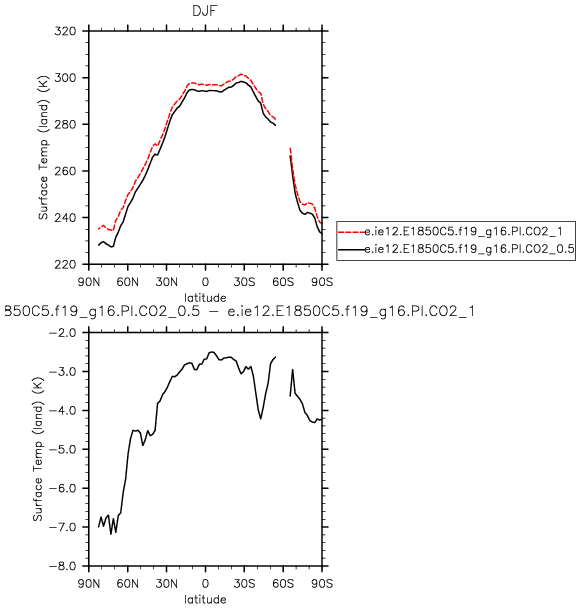 DJF
320
300
280
260
240
220
Surface Temp (land) (K)
90N 60N 30N 0 30S 60S 90S
latitude
e.ie12.E1850C5.f19_g16.PI.CO2_1
e.ie12.E1850C5.f19_g16.PI.CO2_0.5
850C5.f19_g16.PI.CO2_0.5 − e.ie12.E1850C5.f19_g16.PI.CO2_1
−2.0
−3.0
−4.0
−5.0
−6.0
−7.0
−8.0
Surface Temp (land) (K)
90N 60N 30N 0 30S 60S 90S
latitude